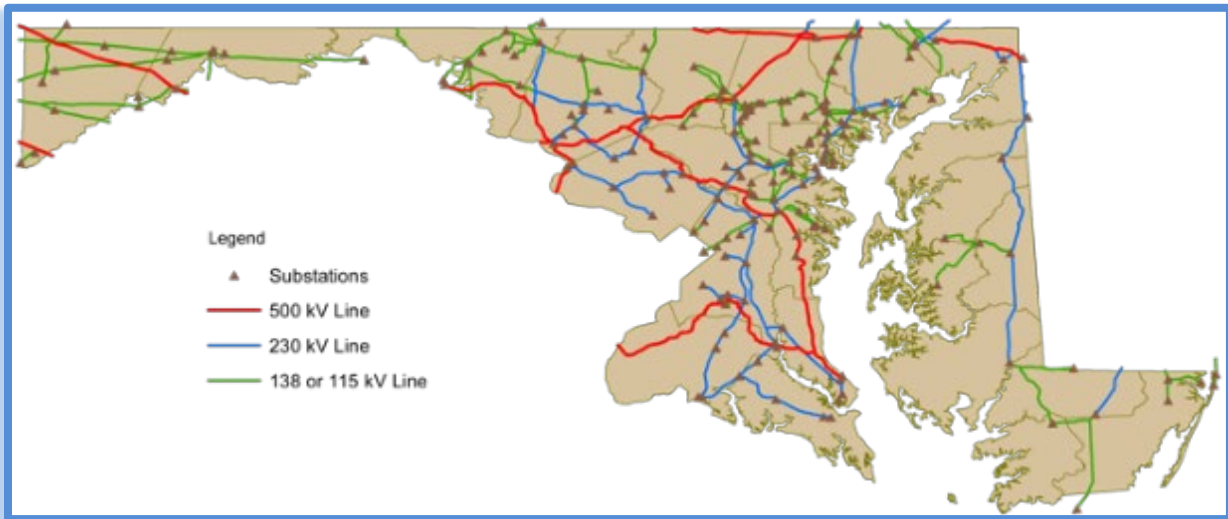 Legend
Substations
500 kV Line
230 kV Line
138 or 115 kV Line